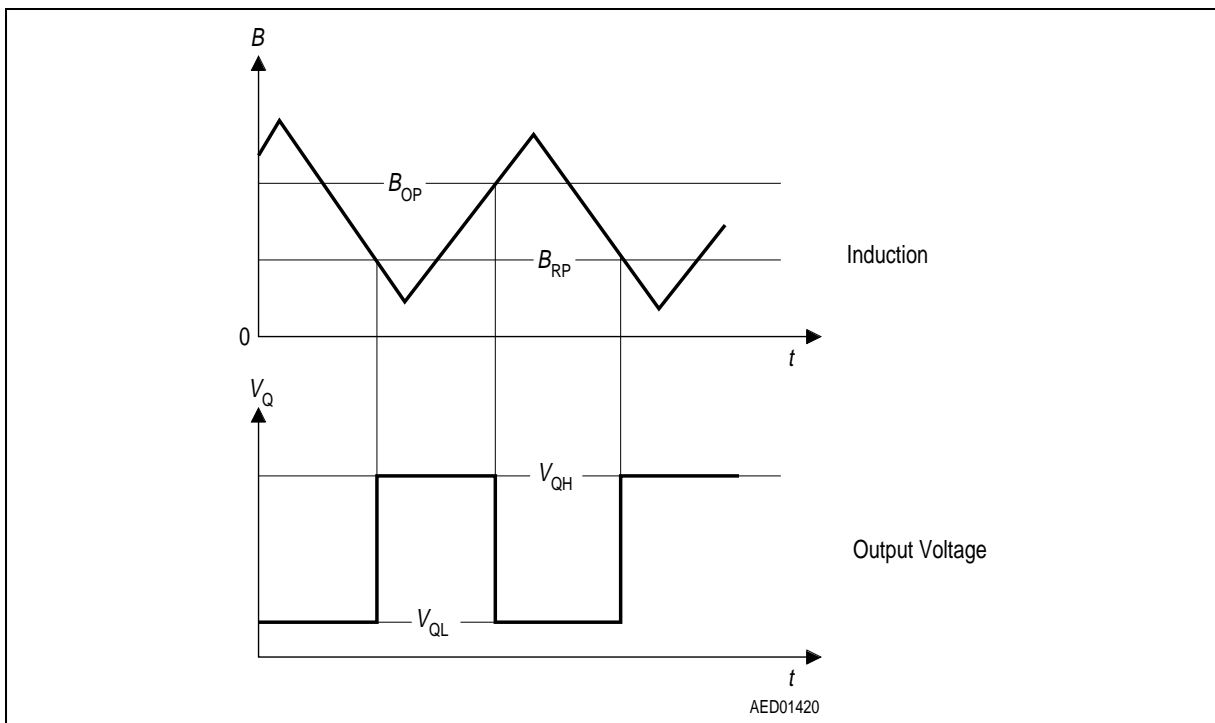 B
B_OP
B_RP
Induction
0
t
V_Q
V_QH
Output Voltage
V_QL
t
AED01420